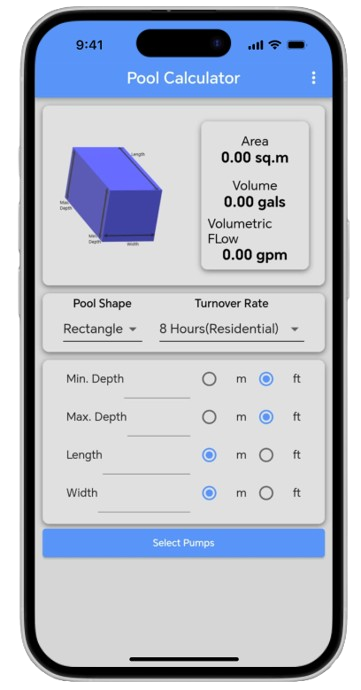 9:41
Pool Calculator
Length
Max.
Depth
Min.
Depth
Width
Area
0.00 sq.m
Volume
0.00 gals
Volumetric
FLow
0.00 gpm
Pool Shape
Turnover Rate
Rectangle
8 Hours(Residential)
Min. Depth m ft
Max. Depth m ft
Length m ft
Width m ft
Select Pumps